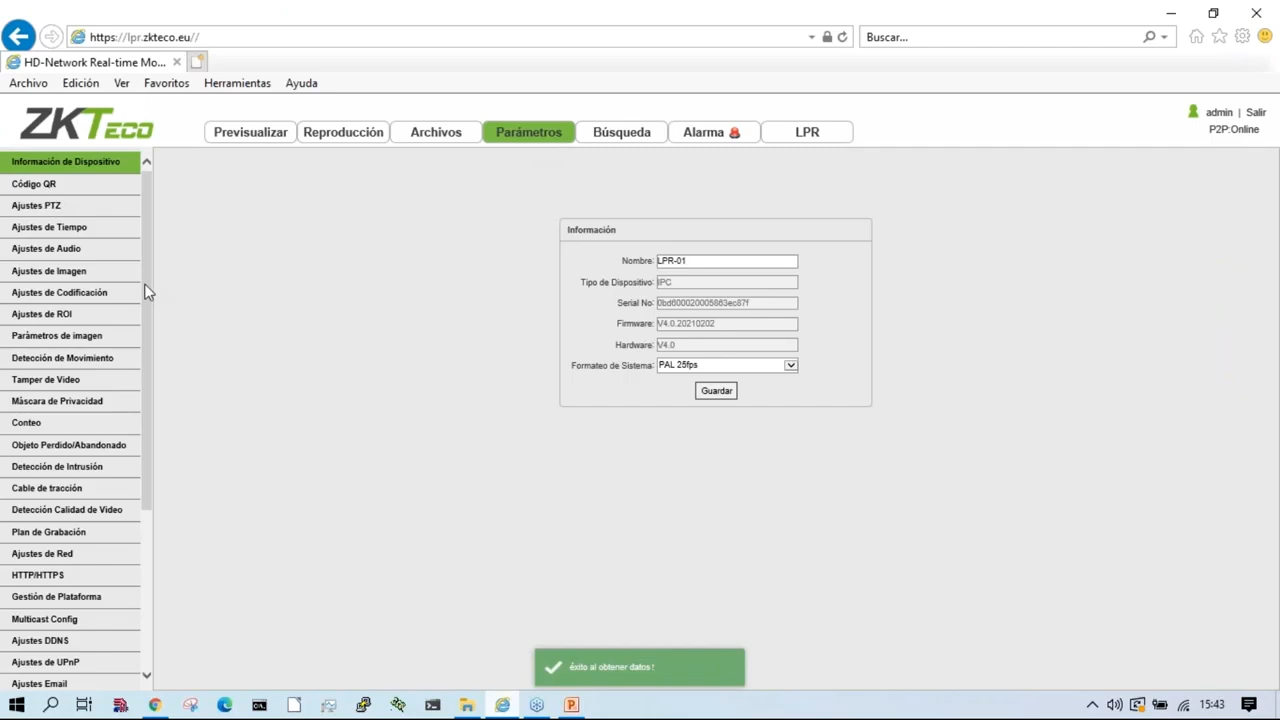 https://lpr.zkteco.eu//
Buscar...
HD-Network Real-time Mo...
Archivo Edición Ver Favoritos Herramientas Ayuda
ZKTECO
Previsualizar Reproducción Archivos Parámetros Búsqueda Alarma LPR
admin | Salir
P2P:Online
Información de Dispositivo
Código QR
Ajustes PTZ
Ajustes de Tiempo
Ajustes de Audio
Ajustes de Imagen
Ajustes de Codificación
Ajustes de ROI
Parámetros de imagen
Detección de Movimiento
Tamper de Video
Màscara de Privacidad
Conteo
Objeto Perdido/Abandonado
Detección de Intrusión
Cable de tracción
Detección Calidad de Video
Plan de Grabación
Ajustes de Red
HTTP/HTTPS
Gestión de Plataforma
Multicast Config
Ajustes DDNS
Ajustes de UPnP
Ajustes Email
Información
Nombre: LPR-01
Tipo de Dispositivo: IPC
Serial No: 0bd600020005863ec87f
Firmware: V4.0.20210202
Hardware: V4.0
Formateo de Sistema: PAL 25fps
Guardar
éxito al obtener datos !
15:43